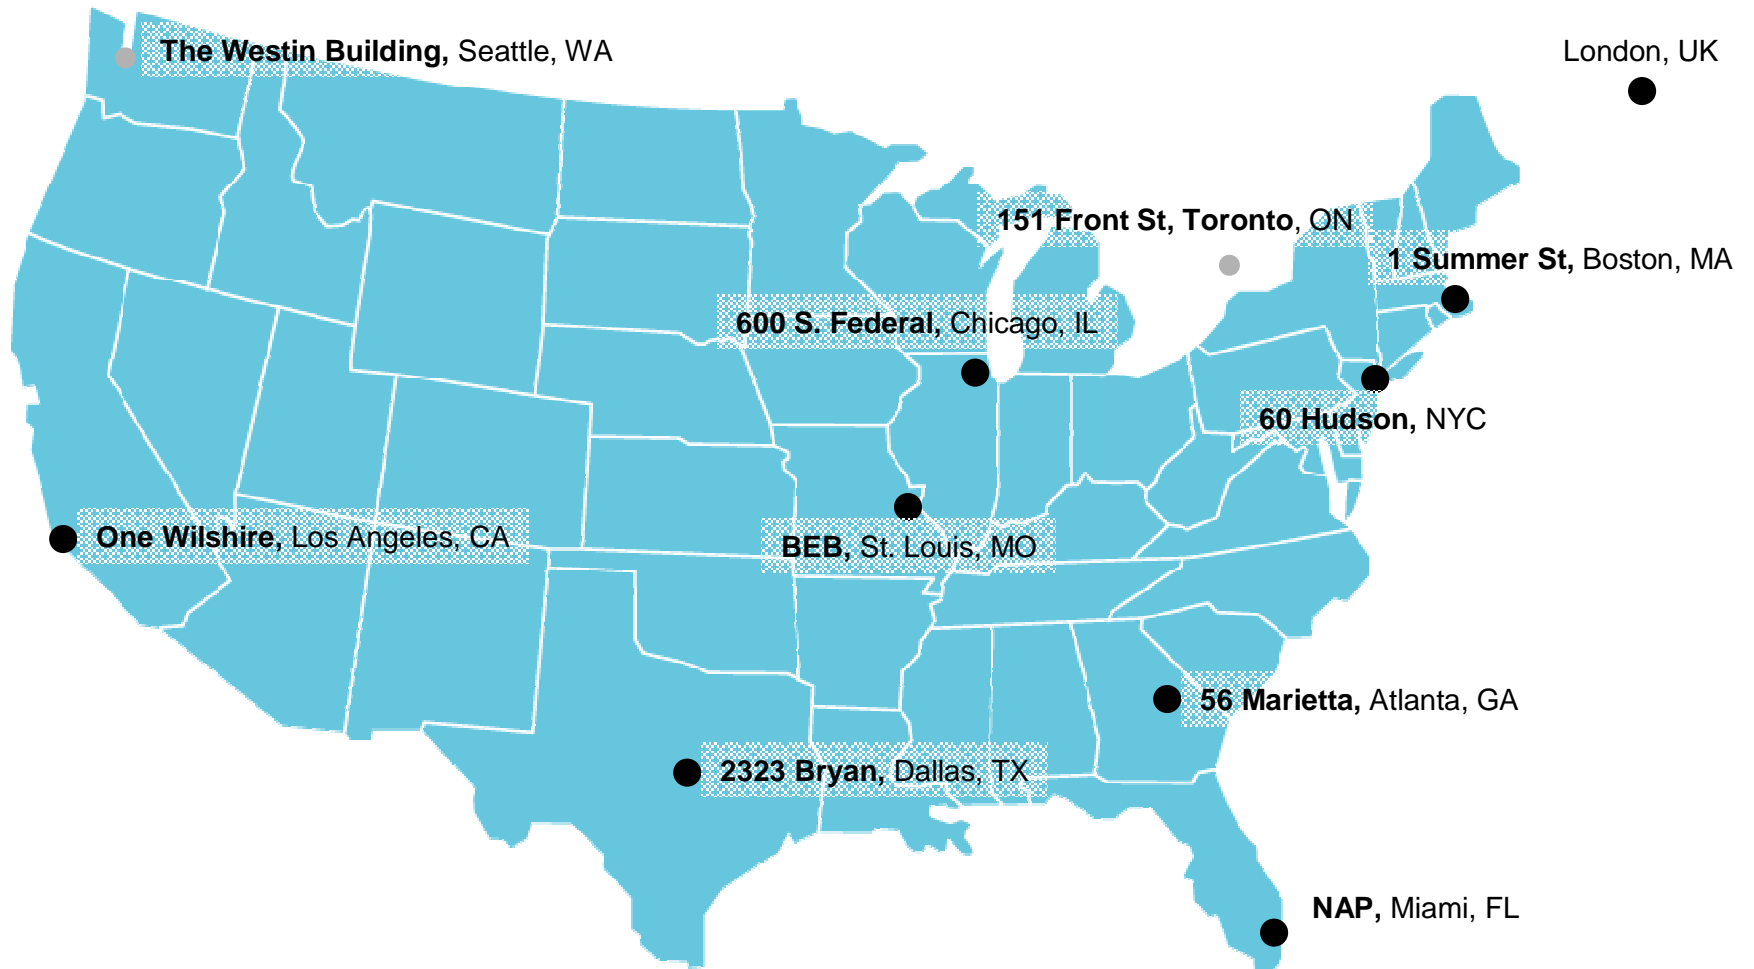 The Westin Building, Seattle, WA
London, UK
151 Front St, Toronto, ON
1 Summer St, Boston, MA
600 S. Federal, Chicago, IL
60 Hudson, NYC
One Wilshire, Los Angeles, CA
BEB, St. Louis, MO
56 Marietta, Atlanta, GA
2323 Bryan, Dallas, TX
NAP, Miami, FL